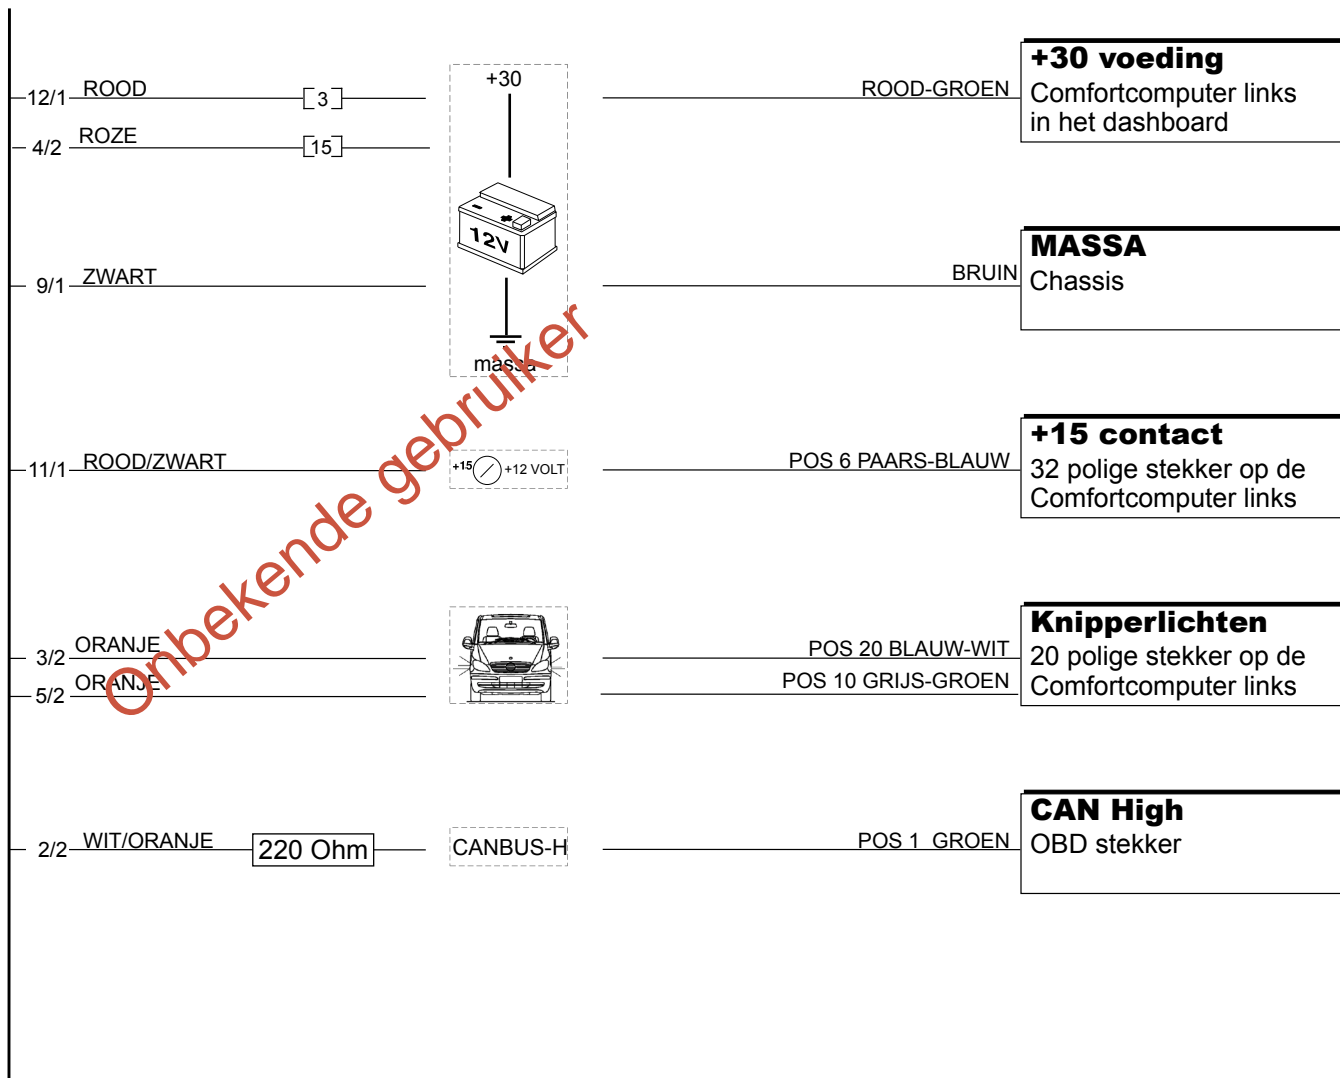 12/1 ROOD [3] +30 ROOD-GROEN
+30 voeding
Comfortcomputer links
in het dashboard
4/2 ROZE [15]
12V
9/1 ZWART BRUIN
MASSA
Chassis
massa
11/1 ROOD/ZWART +15 +12 VOLT POS 6 PAARS-BLAUW
+15 contact
32 polige stekker op de
Comfortcomputer links
3/2 ORANJE POS 20 BLAUW-WIT
5/2 ORANJE POS 10 GRIJS-GROEN
Knipperlichten
20 polige stekker op de
Comfortcomputer links
2/2 WIT/ORANJE 220 Ohm CANBUS-H POS 1 GROEN
CAN High
OBD stekker
Onbekende gebruiker